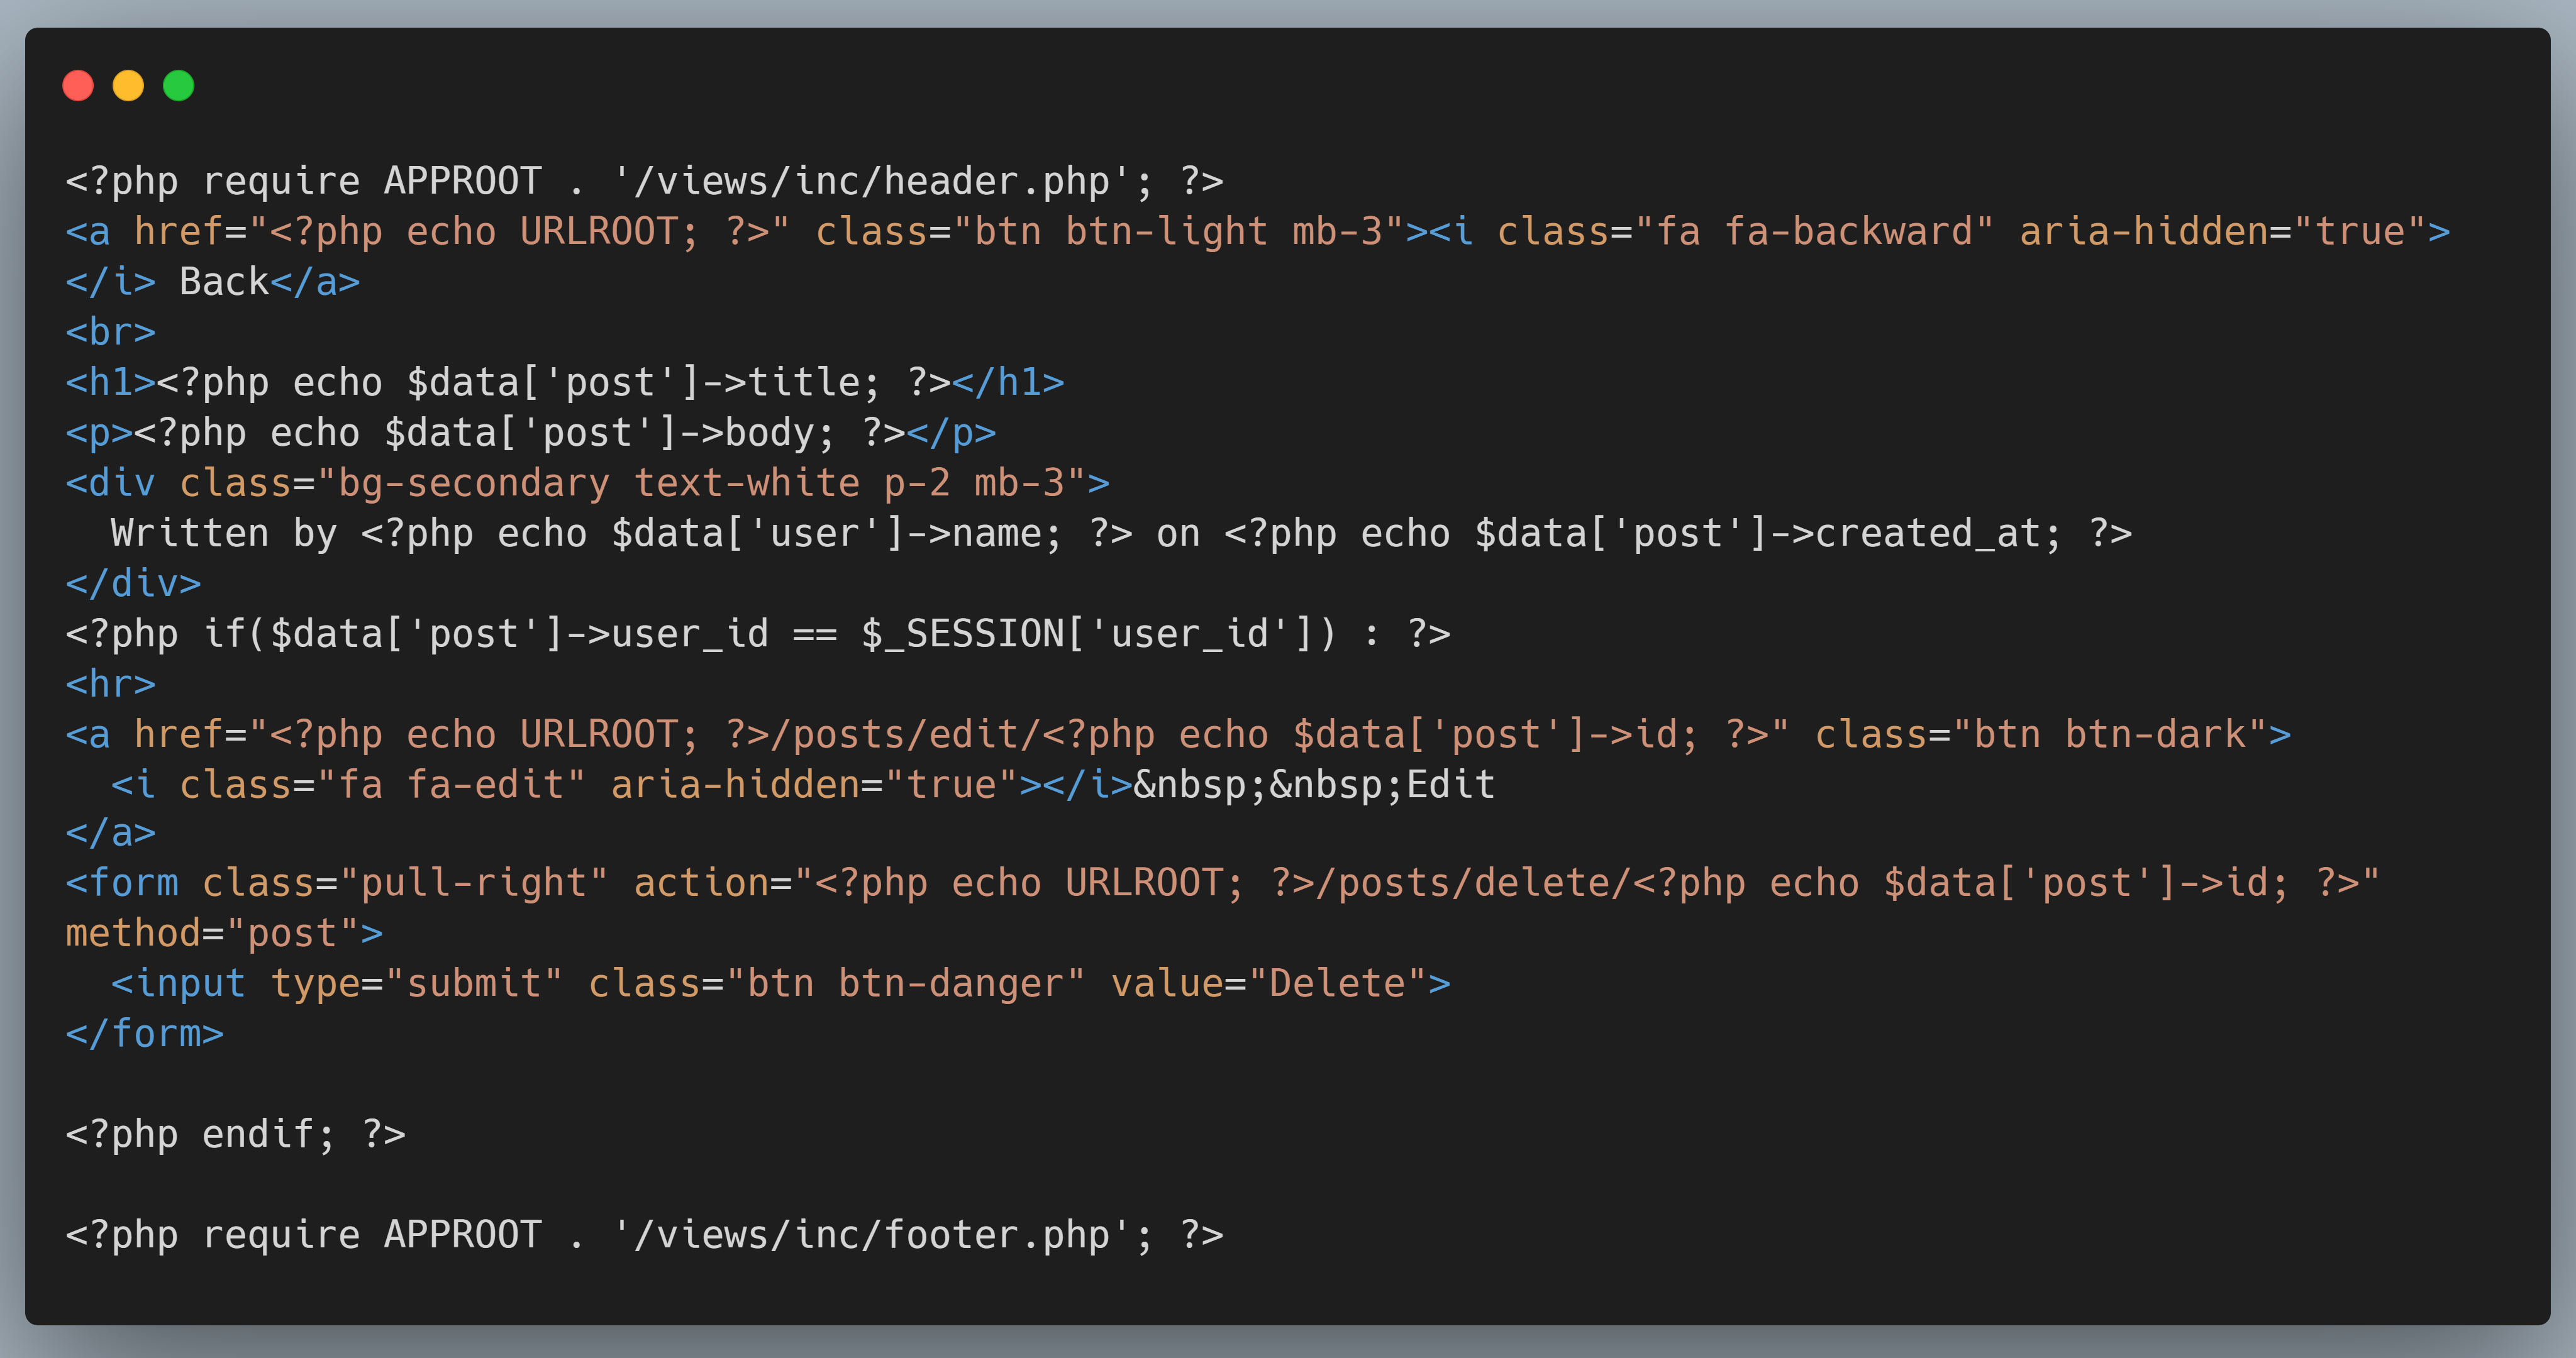 <?php require APPROOT . '/views/inc/header.php'; ?>
<a href="<?php echo URLROOT; ?>" class="btn btn-light mb-3"><i class="fa fa-backward" aria-hidden="true">
</i> Back</a>
<br>
<h1><?php echo $data['post']->title; ?></h1>
<p><?php echo $data['post']->body; ?></p>
<div class="bg-secondary text-white p-2 mb-3">
  Written by <?php echo $data['user']->name; ?> on <?php echo $data['post']->created_at; ?>
</div>
<?php if($data['post']->user_id == $_SESSION['user_id']) : ?>
<hr>
<a href="<?php echo URLROOT; ?>/posts/edit/<?php echo $data['post']->id; ?>" class="btn btn-dark">
  <i class="fa fa-edit" aria-hidden="true"></i>&nbsp;&nbsp;Edit
</a>
<form class="pull-right" action="<?php echo URLROOT; ?>/posts/delete/<?php echo $data['post']->id; ?>"
method="post">
  <input type="submit" class="btn btn-danger" value="Delete">
</form>

<?php endif; ?>

<?php require APPROOT . '/views/inc/footer.php'; ?>